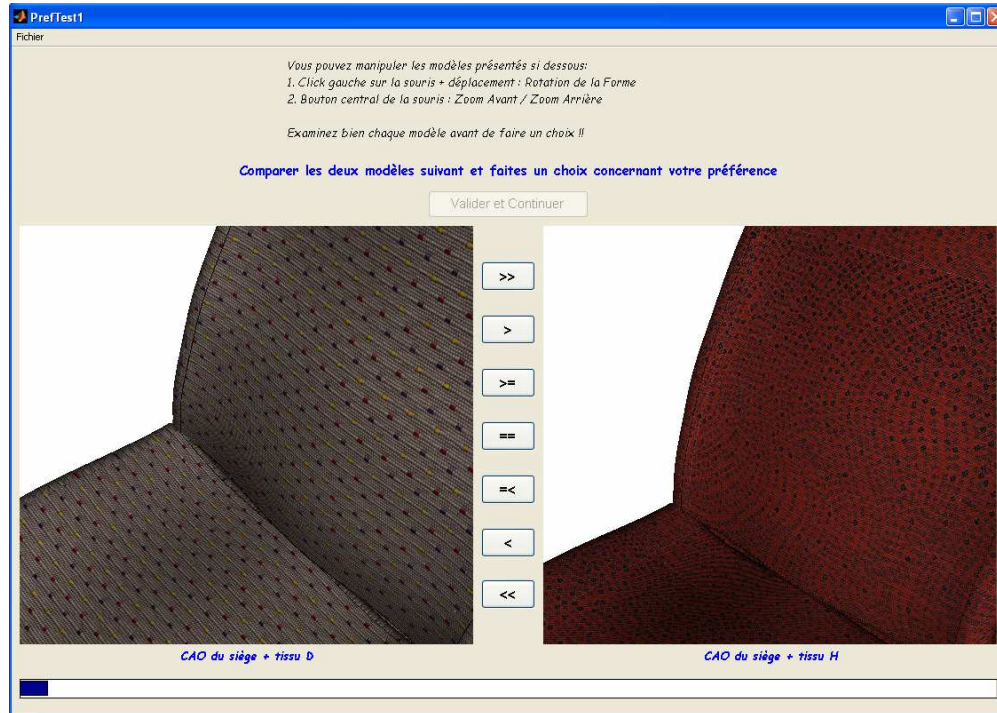 PrefTest1
Fichier
Vous pouvez manipuler les modèles présentés si dessous:
1. Click gauche sur la souris + déplacement : Rotation de la Forme
2. Bouton central de la souris : Zoom Avant / Zoom Arrière
Examinez bien chaque modèle avant de faire un choix !!
Comparer les deux modèles suivant et faites un choix concernant votre préférence
Valider et Continuer
>>
>
>=
==
=<
<
<<
CAO du siège + tissu D
CAO du siège + tissu H